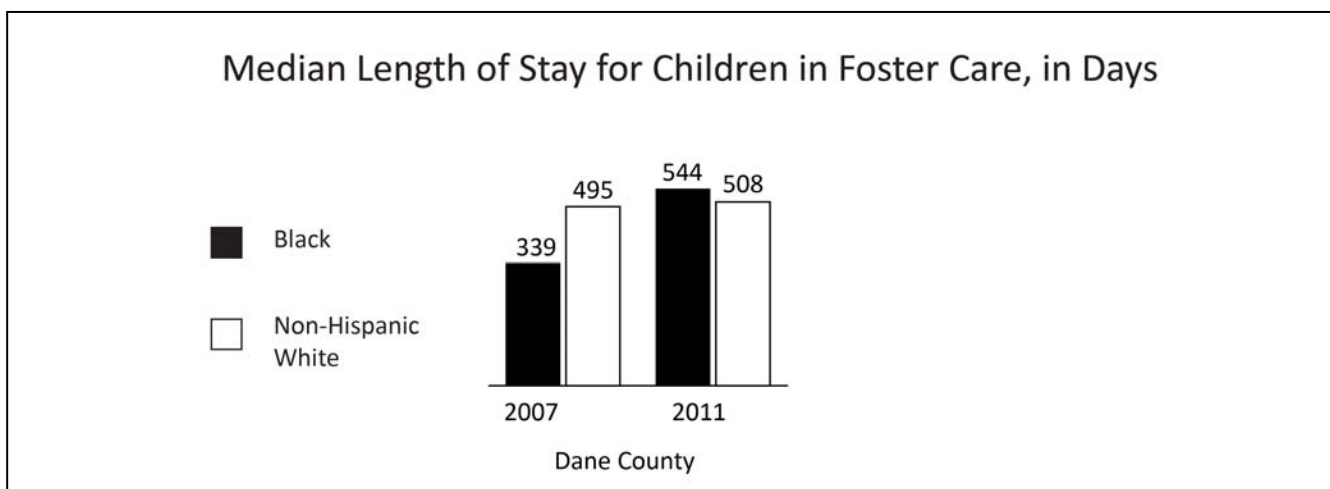 Median Length of Stay for Children in Foster Care, in Days
544
495
508
339
Black
Non-Hispanic
White
2007
2011
Dane County